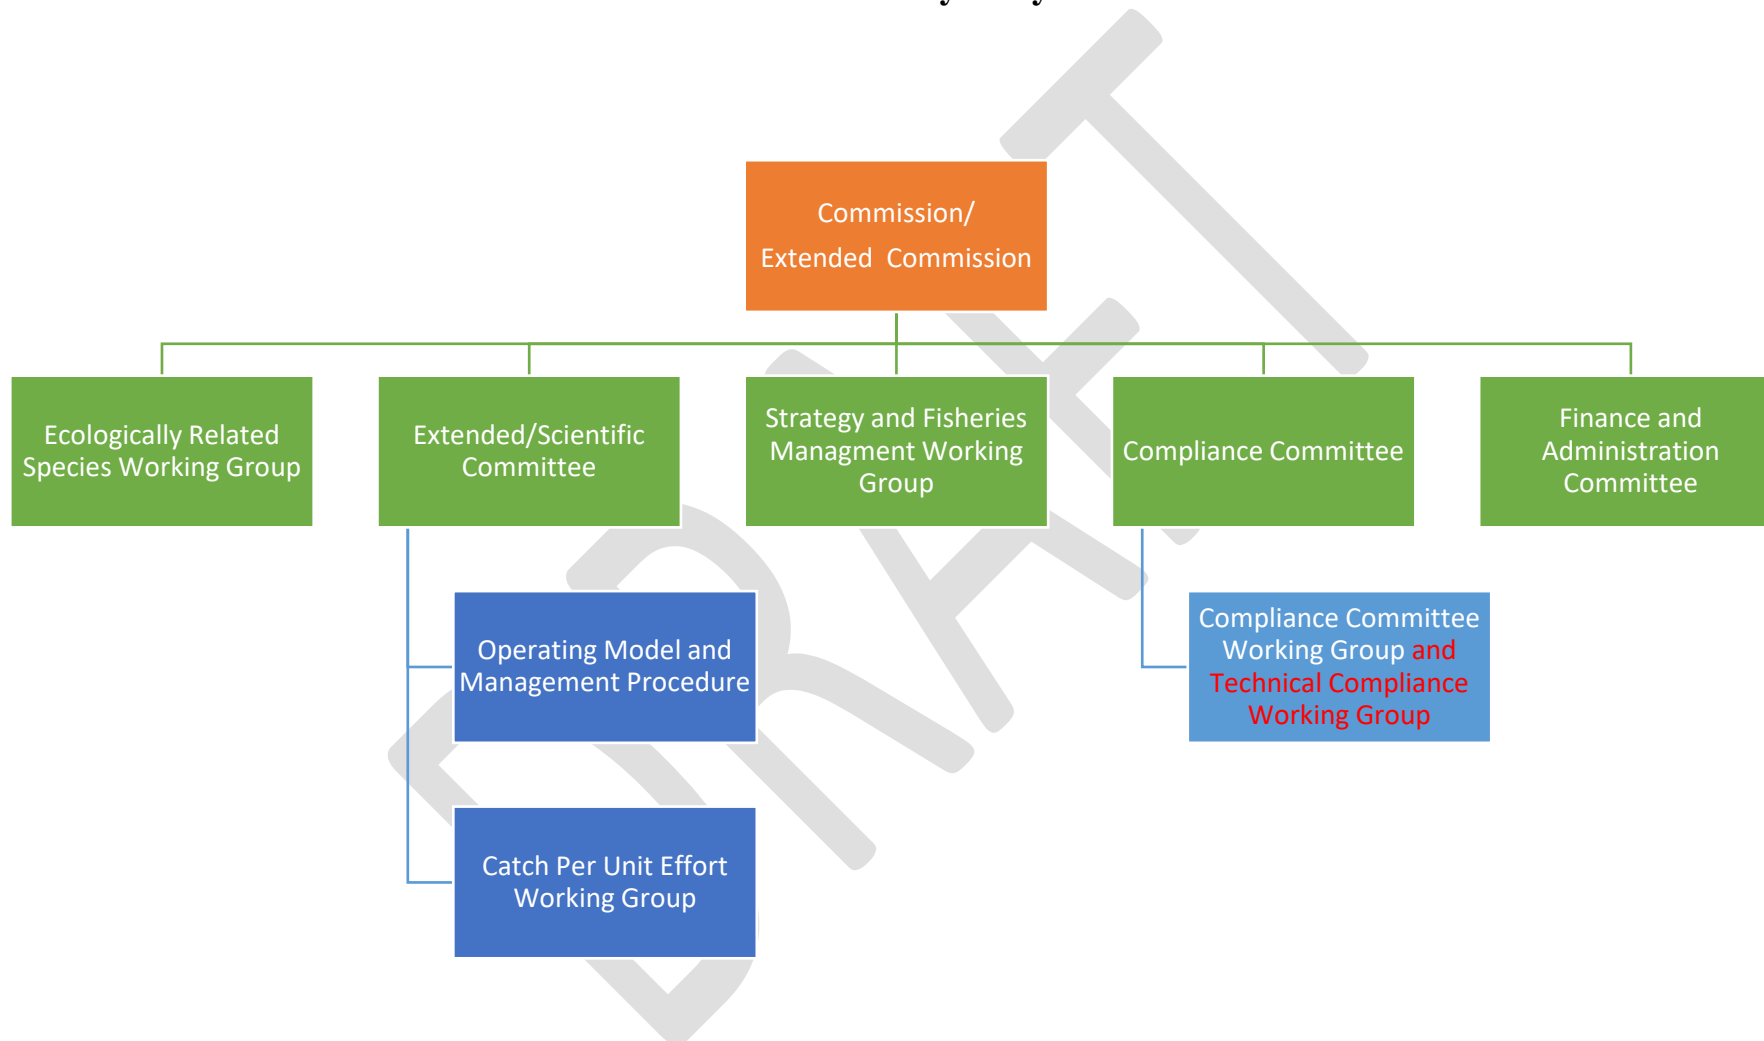 Commission/
Extended Commission
Ecologically Related
Species Working Group
Extended/Scientific
Committee
Strategy and Fisheries
Managment Working
Group
Compliance Committee
Finance and
Administration
Committee
Operating Model and
Management Procedure
Compliance Committee
Working Group and
Technical Compliance
Working Group
Catch Per Unit Effort
Working Group
DRAFT